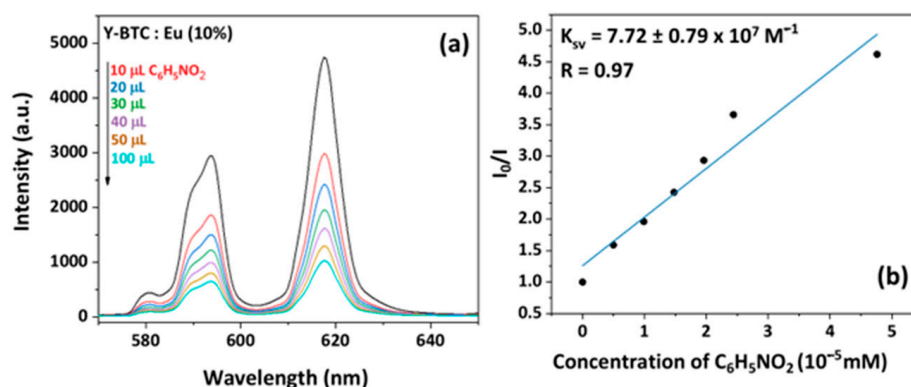 Y-BTC : Eu (10%)
(a)
10 μL C₆H₅NO₂
20 μL
30 μL
40 μL
50 μL
100 μL
5000
4000
3000
2000
1000
0
Intensity (a.u.)
580
600
620
640
Wavelength (nm)
Kₛᵥ = 7.72 ± 0.79 x 10⁷ M⁻¹
R = 0.97
(b)
5.0
4.5
4.0
3.5
3.0
2.5
2.0
1.5
1.0
0.5
I₀/I
0
1
2
3
4
5
Concentration of C₆H₅NO₂ (10⁻⁵ mM)